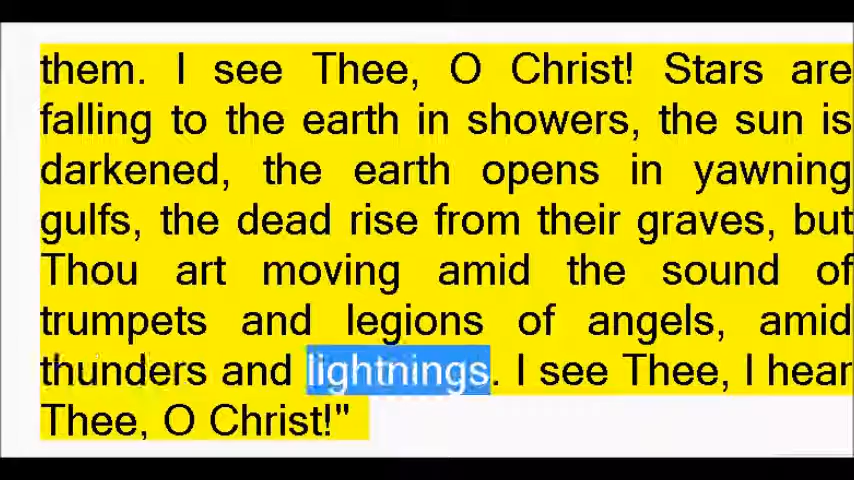 them. I see Thee, O Christ! Stars are
falling to the earth in showers, the sun is
darkened, the earth opens in yawning
gulfs, the dead rise from their graves, but
Thou art moving amid the sound of
trumpets and legions of angels, amid
thunders and lightnings. I see Thee, I hear
Thee, O Christ!"